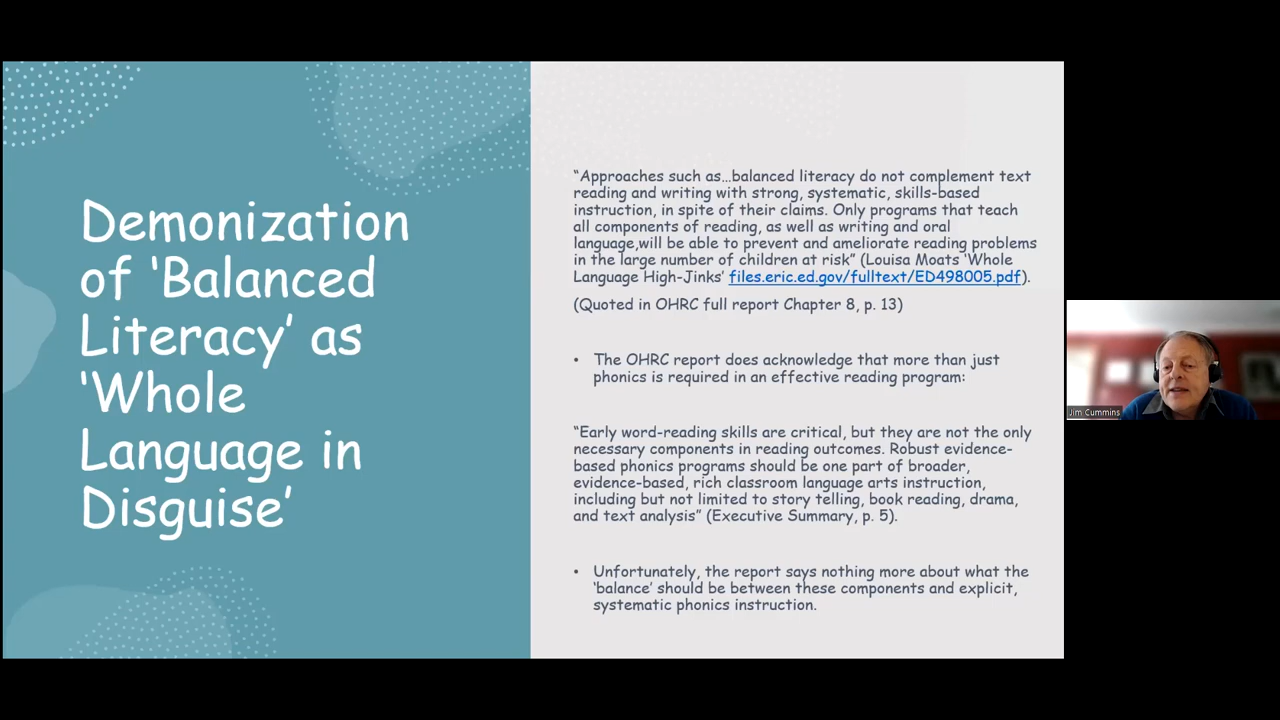 Demonization
of ‘Balanced
Literacy’ as
‘Whole
Language in
Disguise’
“Approaches such as…balanced literacy do not complement text
reading and writing with strong, systematic, skills-based
instruction, in spite of their claims. Only programs that teach
all components of reading, as well as writing and oral
language,will be able to prevent and ameliorate reading problems
in the large number of children at risk” (Louisa Moats ‘Whole
Language High-Jinks’ files.eric.ed.gov/fulltext/ED498005.pdf).
(Quoted in OHRC full report Chapter 8, p. 13)
• The OHRC report does acknowledge that more than just
phonics is required in an effective reading program:
“Early word-reading skills are critical, but they are not the only
necessary components in reading outcomes. Robust evidence-
based phonics programs should be one part of broader,
evidence-based, rich classroom language arts instruction,
including but not limited to story telling, book reading, drama,
and text analysis” (Executive Summary, p. 5).
• Unfortunately, the report says nothing more about what the
‘balance’ should be between these components and explicit,
systematic phonics instruction.
Jim Cummins